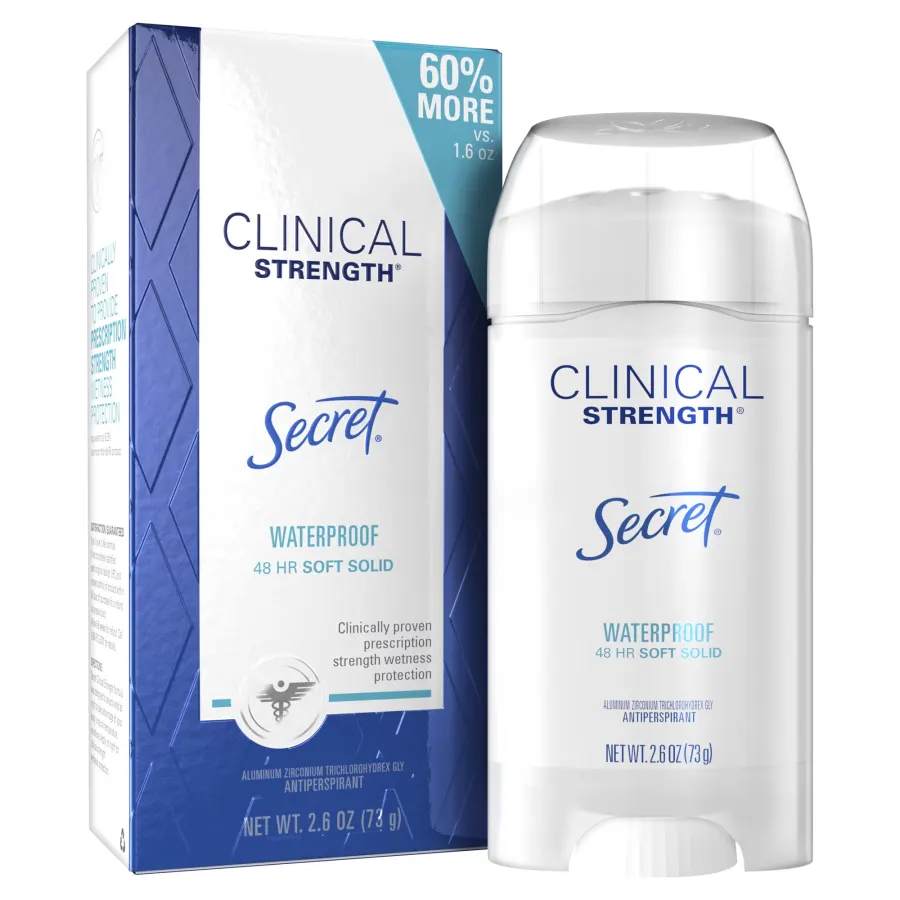 60%
MORE
vs.
1.6 oz
CLINICAL
STRENGTH®
Secret®
WATERPROOF
48 HR SOFT SOLID
Clinically proven
prescription
strength wetness
protection
ALUMINUM ZIRCONIUM TRICHLOROHYDREX GLY
ANTIPERSPIRANT
NET WT. 2.6 OZ (73 g)
CLINICALLY
PROVEN
TO PROVIDE
PRESCRIPTION
STRENGTH
WETNESS
PROTECTION
SATISFACTION GUARANTEED
DIRECTIONS
CLINICAL
STRENGTH®
Secret®
WATERPROOF
48 HR SOFT SOLID
ALUMINUM ZIRCONIUM TRICHLOROHYDREX GLY
ANTIPERSPIRANT
NET WT. 2.6 OZ (73 g)